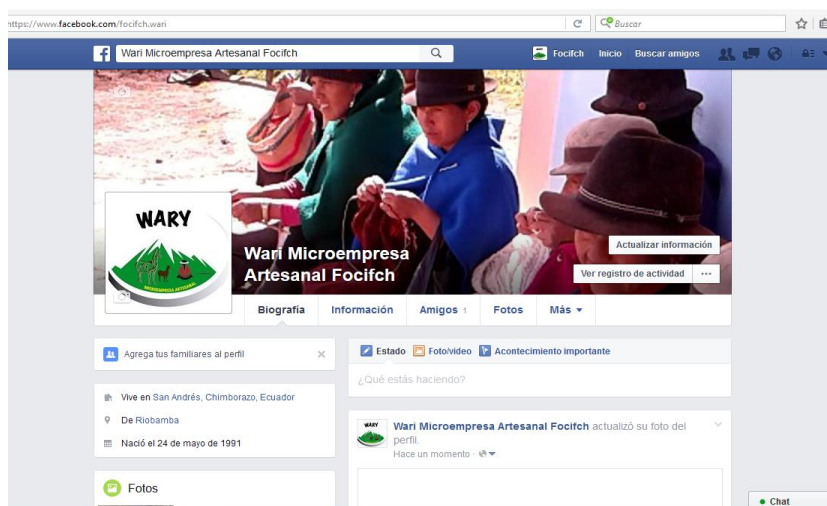 https://www.facebook.com/focifch.wari
Buscar
Wari Microempresa Artesanal Focifch
Focifch Inicio Buscar amigos
WARY
MICROEMPRESA ARTESANAL
Wari Microempresa
Artesanal Focifch
Actualizar información
Ver registro de actividad ...
Biografía Información Amigos 1 Fotos Más
Agrega tus familiares al perfil
Vive en San Andrés, Chimborazo, Ecuador
De Riobamba
Nació el 24 de mayo de 1991
Fotos
Estado Foto/video Acontecimiento importante
¿Qué estás haciendo?
WARY
Wari Microempresa Artesanal Focifch actualizó su foto del
perfil.
Hace un momento ·
Chat